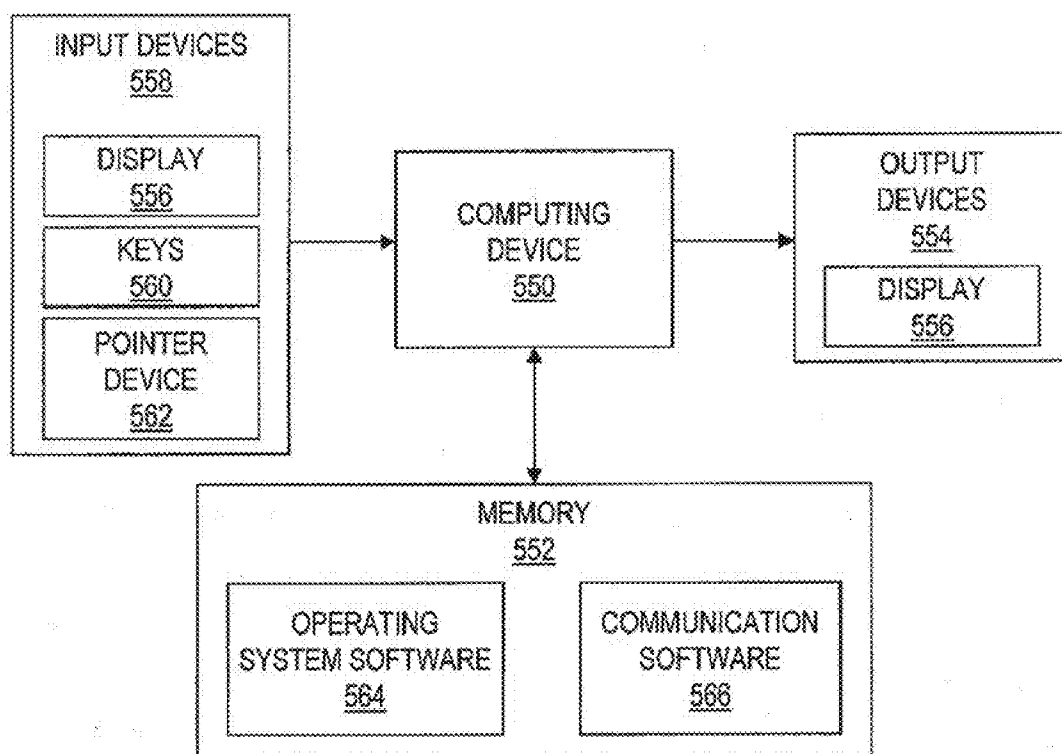 INPUT DEVICES
558
DISPLAY
556
KEYS
560
POINTER
DEVICE
562
COMPUTING
DEVICE
550
OUTPUT
DEVICES
554
DISPLAY
556
MEMORY
552
OPERATING
SYSTEM SOFTWARE
564
COMMUNICATION
SOFTWARE
566